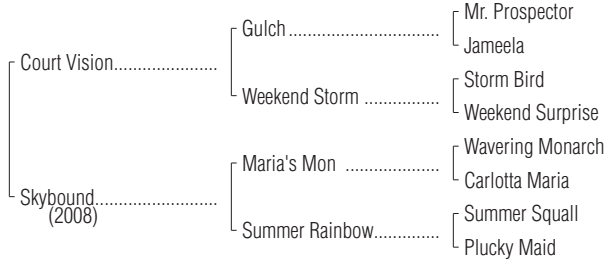 Mr. Prospector
Gulch
Jameela
Court Vision
Storm Bird
Weekend Storm
Weekend Surprise
Wavering Monarch
Maria's Mon
Carlotta Maria
Skybound
(2008)
Summer Squall
Summer Rainbow
Plucky Maid